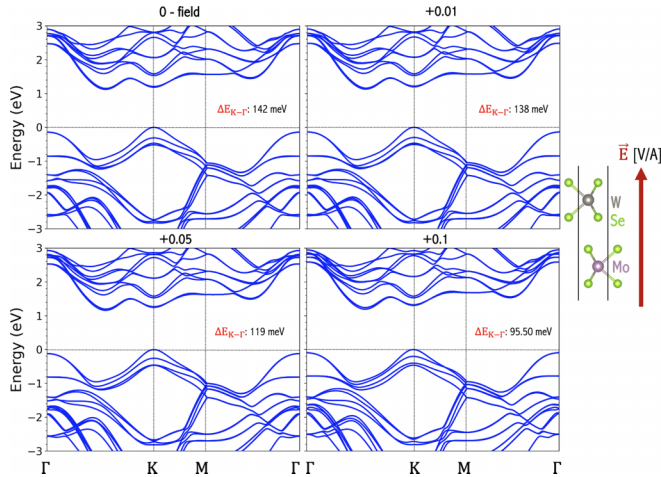 0 - field
+0.01
Energy (eV)
3
2
1
0
−1
−2
−3
ΔE_K−Γ: 142 meV
ΔE_K−Γ: 138 meV
E⃗ [V/A]
W
Se
Mo
+0.05
+0.1
Energy (eV)
3
2
1
0
−1
−2
−3
ΔE_K−Γ: 119 meV
ΔE_K−Γ: 95.50 meV
Γ K M Γ Γ K M Γ